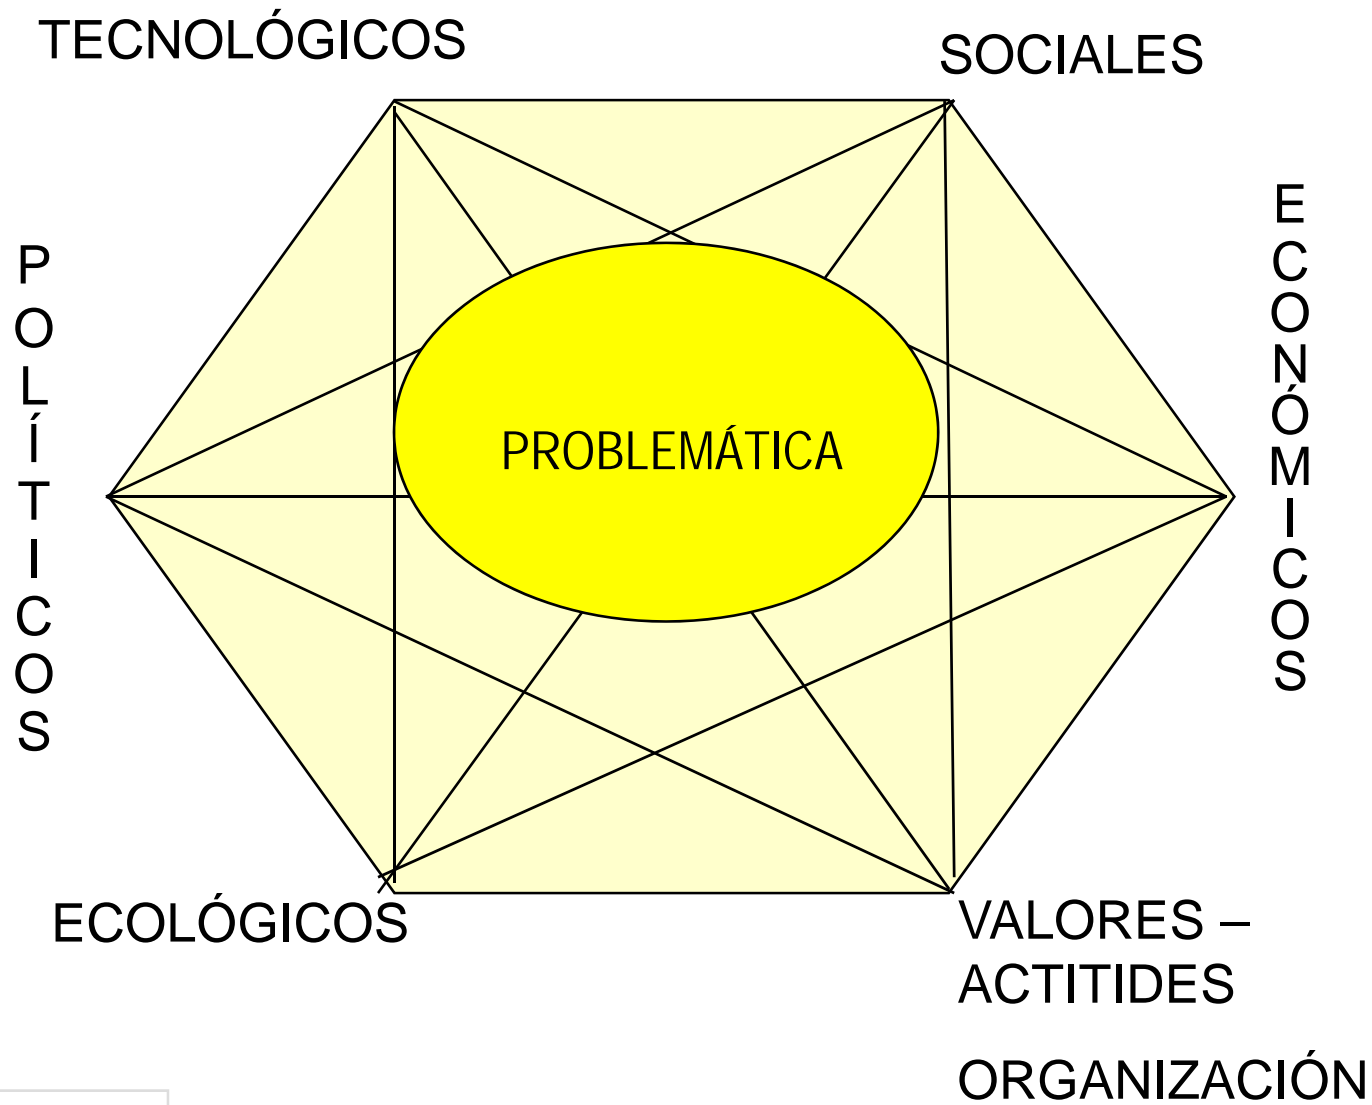 TECNOLÓGICOS
SOCIALES
POLÍTICOS
ECONÓMICOS
PROBLEMÁTICA
ECOLÓGICOS
VALORES –
ACTITIDES
ORGANIZACIÓN